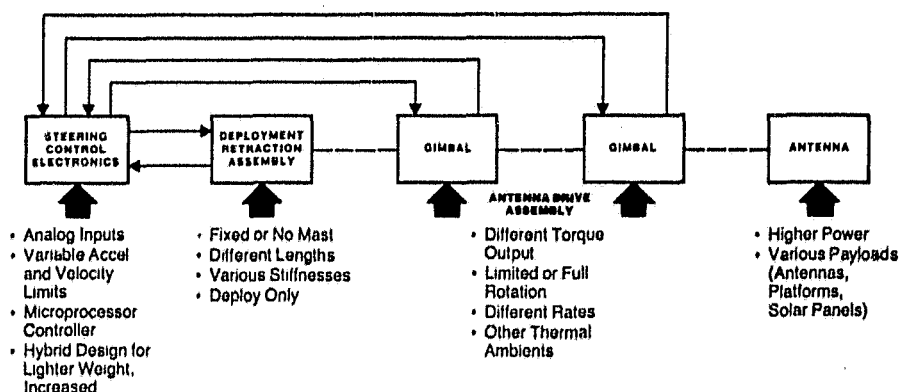 STEERING
CONTROL
ELECTRONICS
DEPLOYMENT
RETRACTION
ASSEMBLY
GIMBAL
GIMBAL
ANTENNA
• Analog Inputs
• Variable Accel
and Velocity
Limits
• Microprocessor
Controller
• Hybrid Design for
Lighter Weight,
Increased
• Fixed or No Mast
• Different Lengths
• Various Stiffnesses
• Deploy Only
ANTENNA DRIVE
ASSEMBLY
• Different Torque
Output
• Limited or Full
Rotation
• Different Rates
• Other Thermal
Ambients
• Higher Power
• Various Payloads
(Antennas,
Platforms,
Solar Panels)